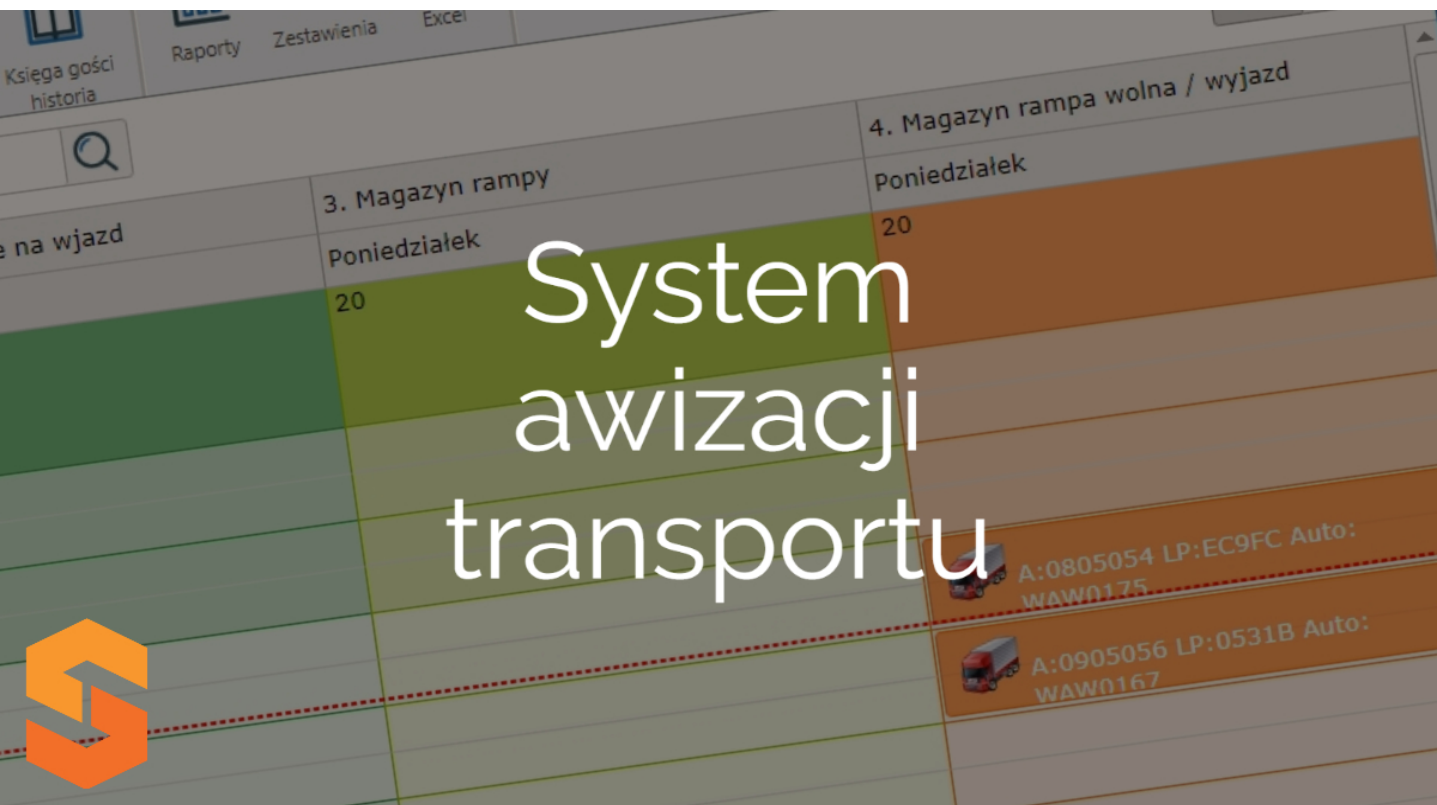 Księga gości
historia
Raporty
Zestawienia
Excel
na wjazd
3. Magazyn rampy
4. Magazyn rampa wolna / wyjazd
Poniedziałek
Poniedziałek
20
20
System
awizacji
transportu
A:0805054 LP:EC9FC Auto:
WAW0175
A:0905056 LP:0531B Auto:
WAW0167